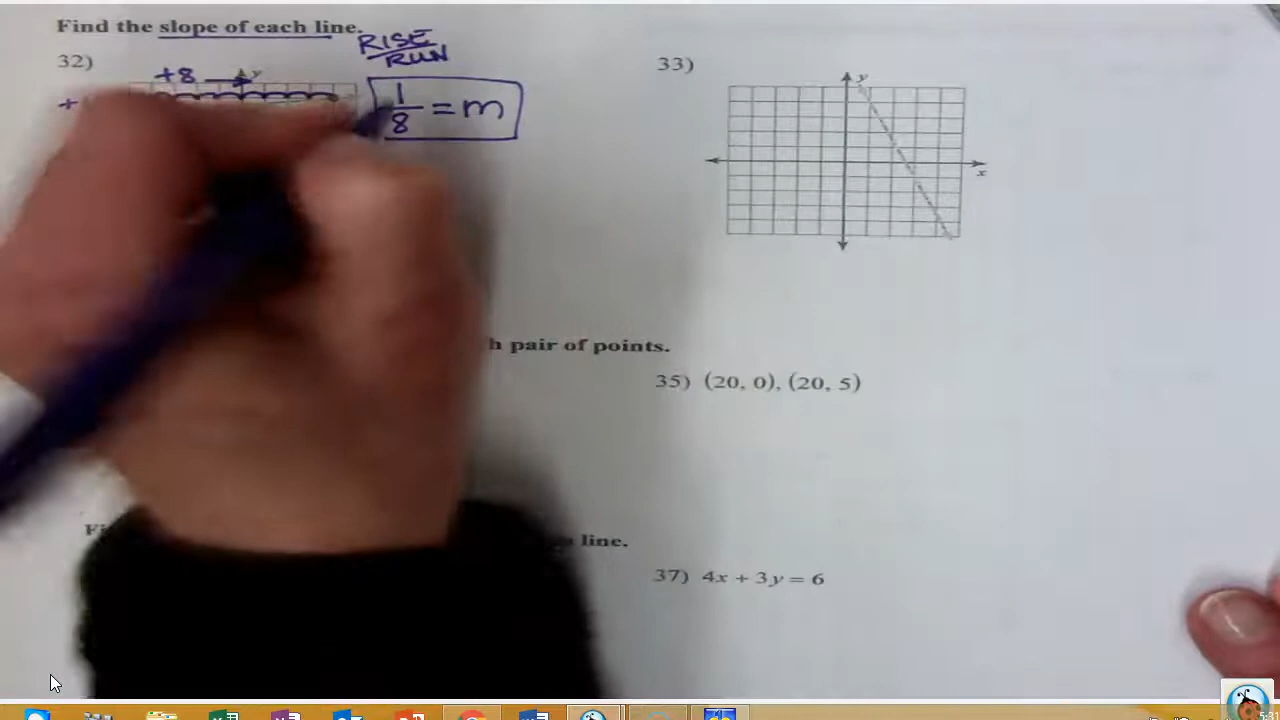 Find the slope of each line.
RISE
RUN
32)
+8
y
+
1
8 = m
33)
y
x
h pair of points.
35) (20, 0), (20, 5)
Fi
line.
37) 4x + 3y = 6